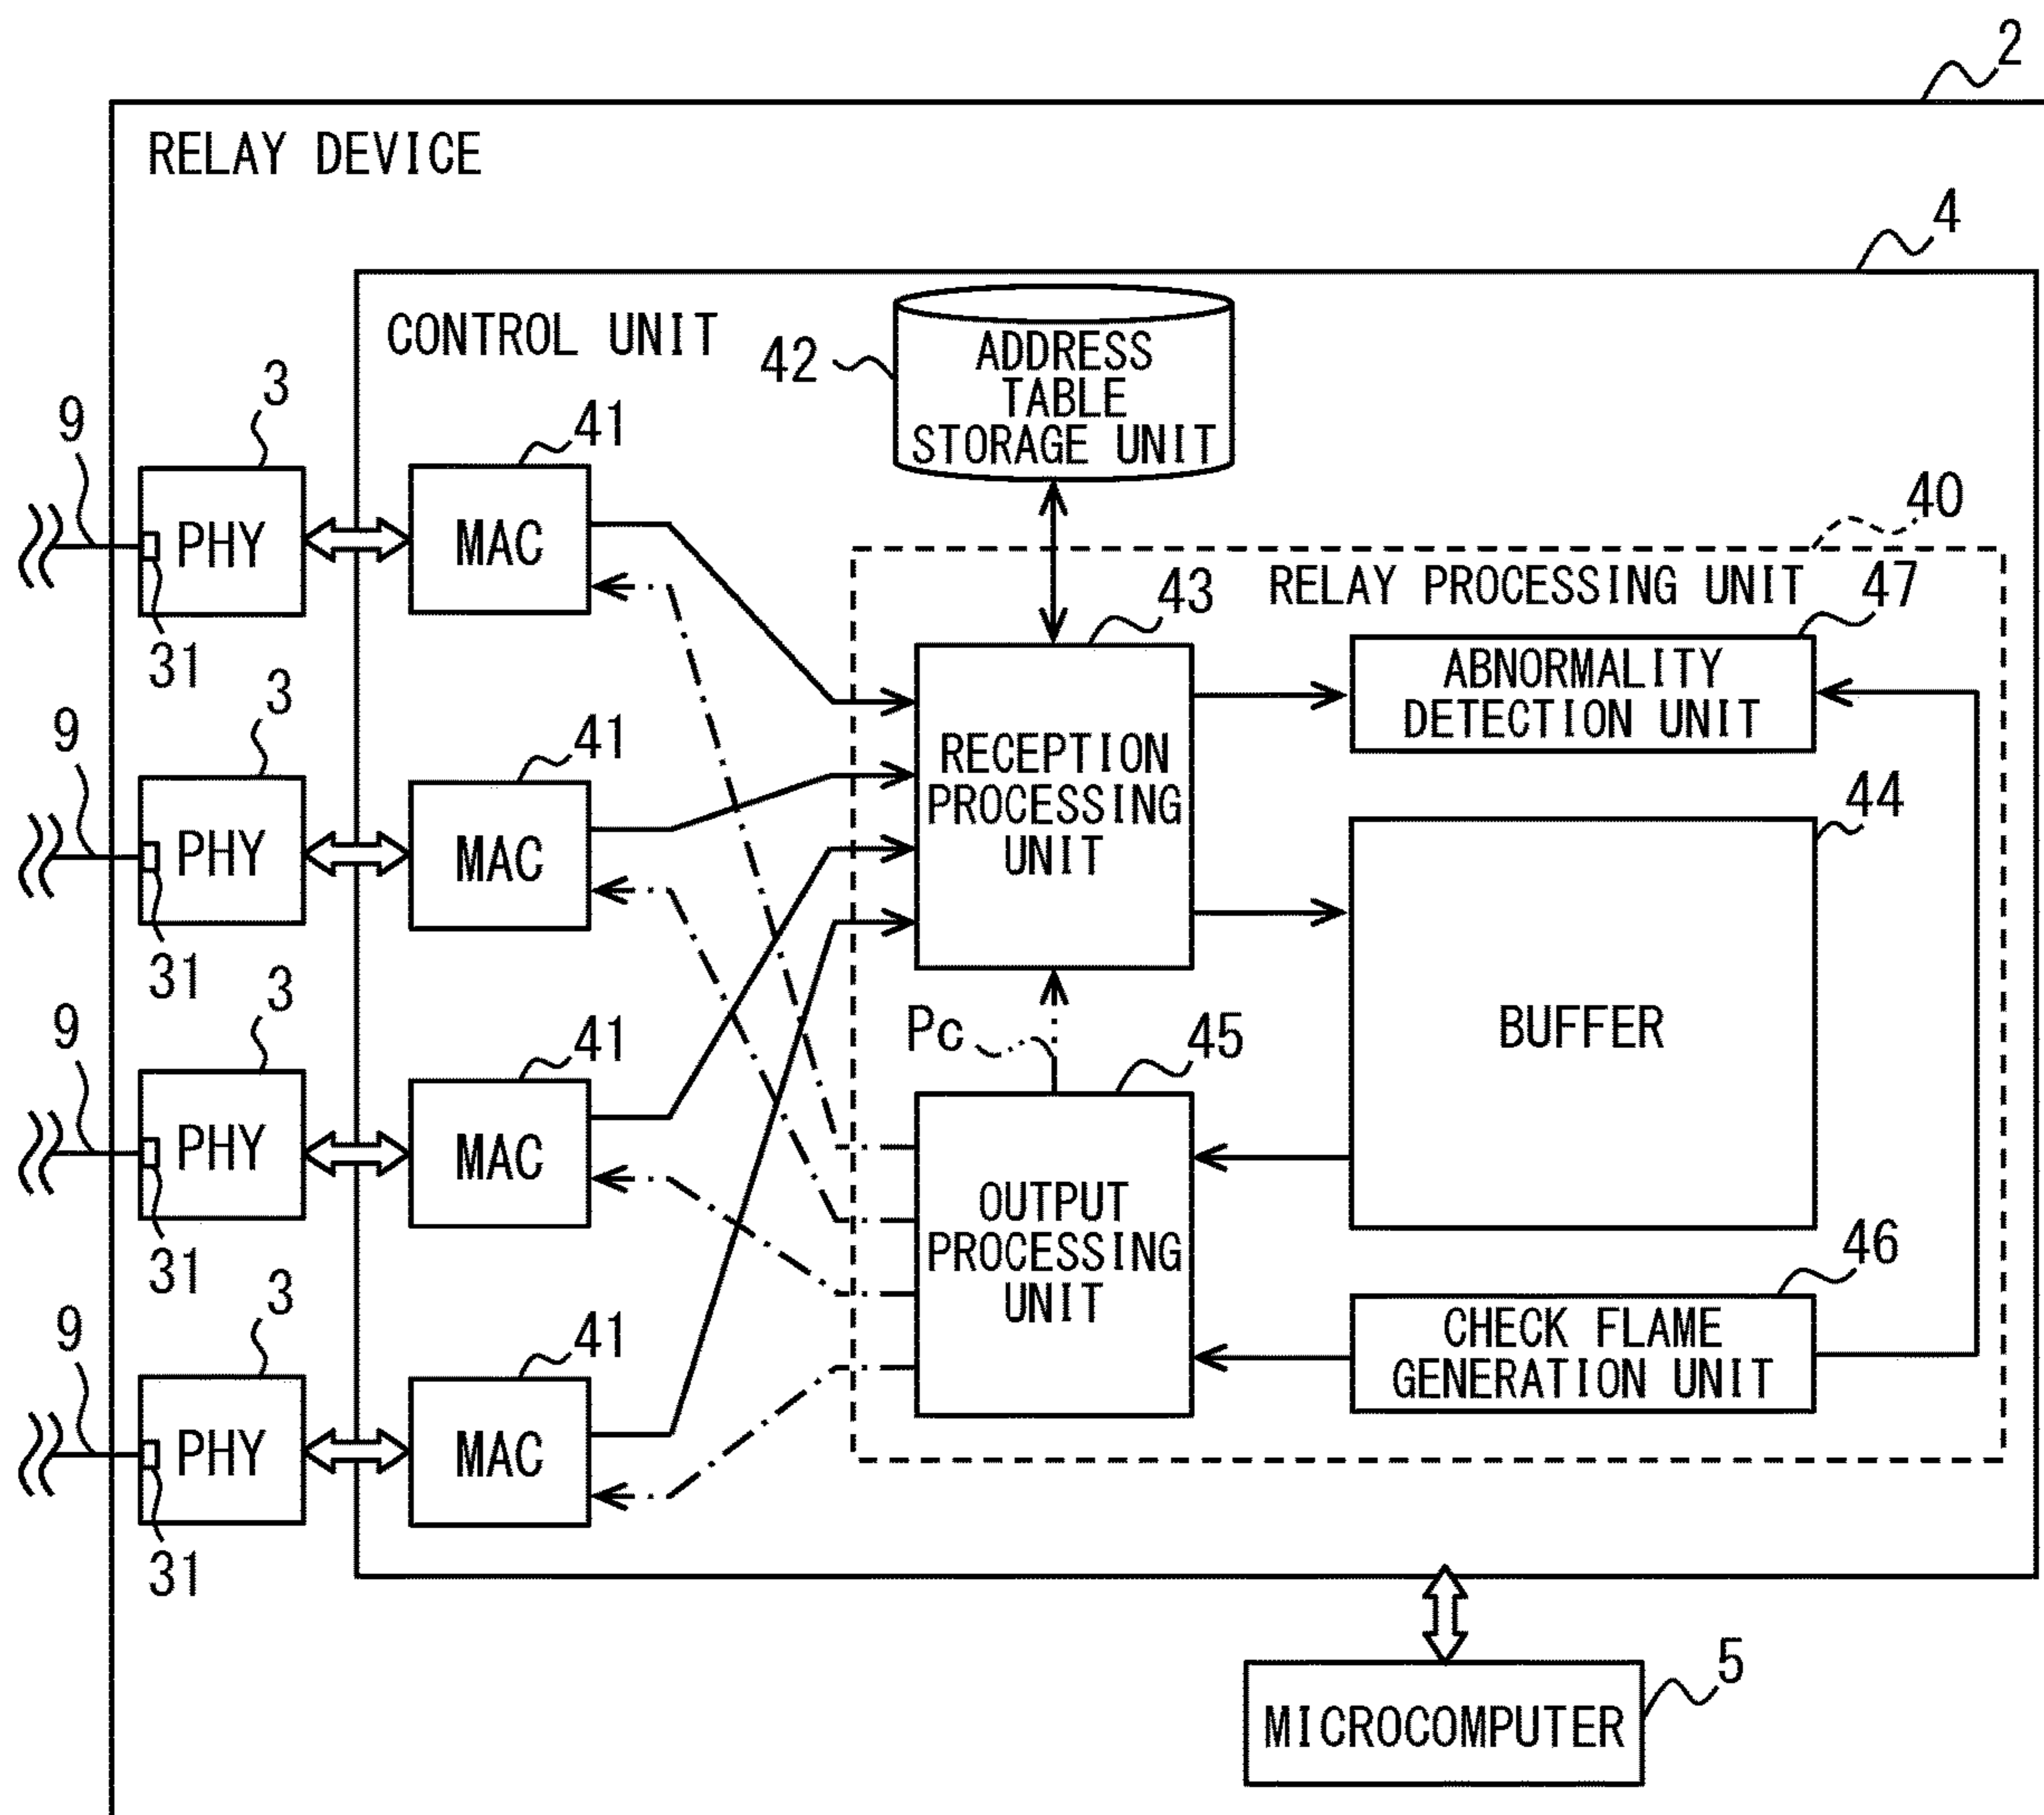 2
RELAY DEVICE
4
CONTROL UNIT
42
ADDRESS
TABLE
STORAGE UNIT
3
9
41
40
PHY
MAC
RELAY PROCESSING UNIT
43
47
31
ABNORMALITY
DETECTION UNIT
3
9
41
RECEPTION
PROCESSING
UNIT
44
PHY
MAC
31
3
9
41
Pc
45
BUFFER
PHY
MAC
OUTPUT
PROCESSING
UNIT
46
31
3
9
41
CHECK FLAME
GENERATION UNIT
PHY
MAC
31
5
MICROCOMPUTER